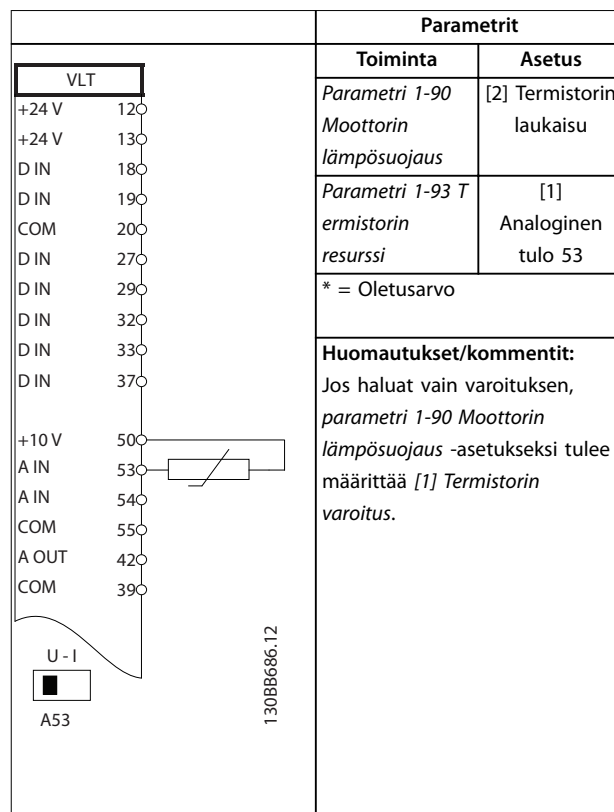 Parametrit
Toiminta Asetus
Parametri 1-90 Moottorin lämpösuojaus
[2] Termistorin laukaisu
Parametri 1-93 T
ermistorin
resurssi
[1]
Analoginen
tulo 53
* = Oletusarvo
Huomautukset/kommentit:
Jos haluat vain varoituksen,
parametri 1-90 Moottorin
lämpösuojaus -asetukseksi tulee
määrittää [1] Termistorin
varoitus.
VLT
+24 V 12
+24 V 13
D IN 18
D IN 19
COM 20
D IN 27
D IN 29
D IN 32
D IN 33
D IN 37
+10 V 50
A IN 53
A IN 54
COM 55
A OUT 42
COM 39
U - I
A53
130BB686.12